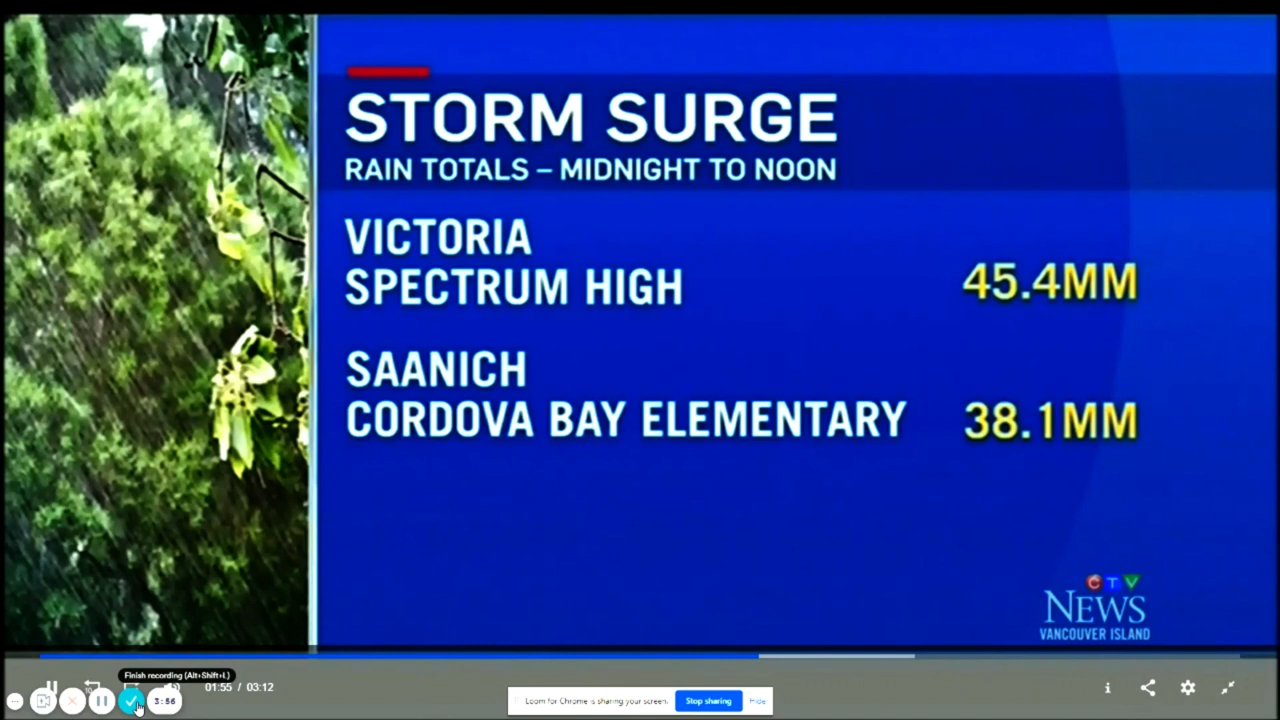 STORM SURGE
RAIN TOTALS – MIDNIGHT TO NOON
VICTORIA
SPECTRUM HIGH 45.4MM
SAANICH
CORDOVA BAY ELEMENTARY 38.1MM
CTV
NEWS
VANCOUVER ISLAND
Finish recording (Alt+Shift+L)
10
01:55 / 03:12
3:56
Loom for Chrome is sharing your screen.
Stop sharing
Hide